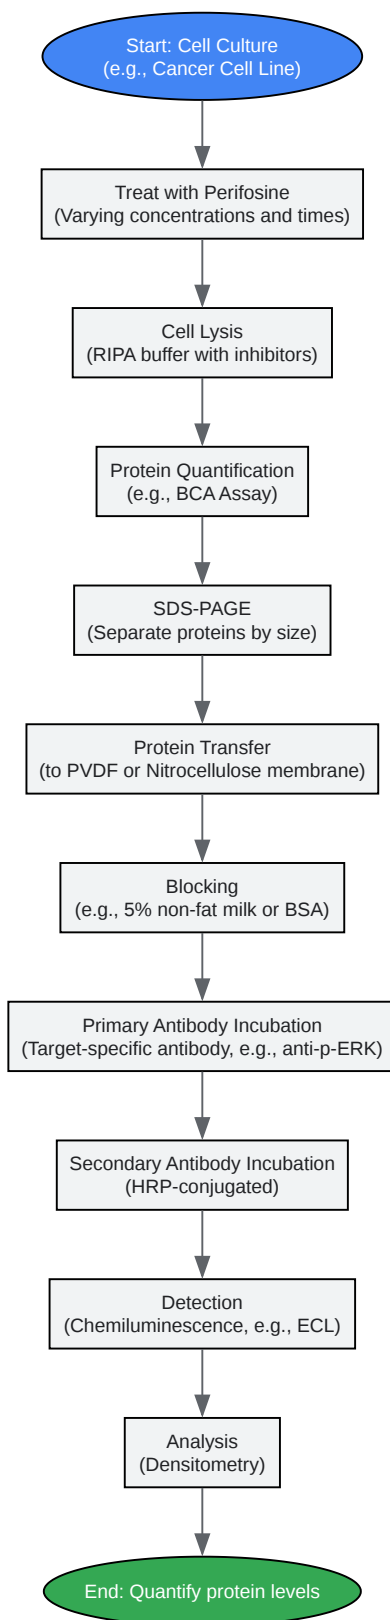 Start: Cell Culture
(e.g., Cancer Cell Line)
Treat with Perifosine
(Varying concentrations and times)
Cell Lysis
(RIPA buffer with inhibitors)
Protein Quantification
(e.g., BCA Assay)
SDS-PAGE
(Separate proteins by size)
Protein Transfer
(to PVDF or Nitrocellulose membrane)
Blocking
(e.g., 5% non-fat milk or BSA)
Primary Antibody Incubation
(Target-specific antibody, e.g., anti-p-ERK)
Secondary Antibody Incubation
(HRP-conjugated)
Detection
(Chemiluminescence, e.g., ECL)
Analysis
(Densitometry)
End: Quantify protein levels